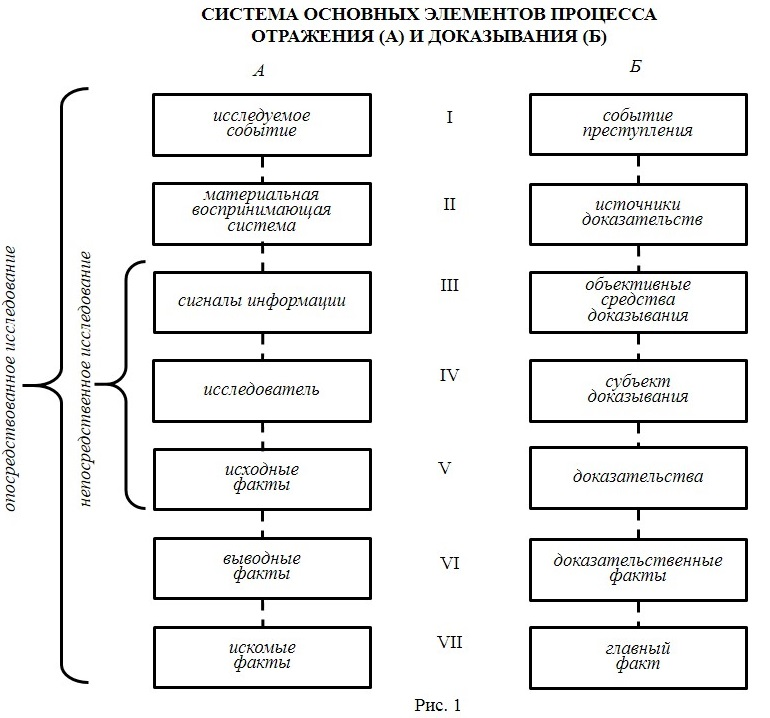 СИСТЕМА ОСНОВНЫХ ЭЛЕМЕНТОВ ПРОЦЕССА
ОТРАЖЕНИЯ (А) И ДОКАЗЫВАНИЯ (Б)
А
Б
исследуемое
событие
I
событие
преступления
материальная
воспринимающая
система
II
источники
доказательств
сигналы информации
III
объективные
средства
доказывания
исследователь
IV
субъект
доказывания
исходные
факты
V
доказательства
выводные
факты
VI
доказательственные
факты
искомые
факты
VII
главный
факт
опосредствованное исследование
непосредственное исследование
Рис. 1